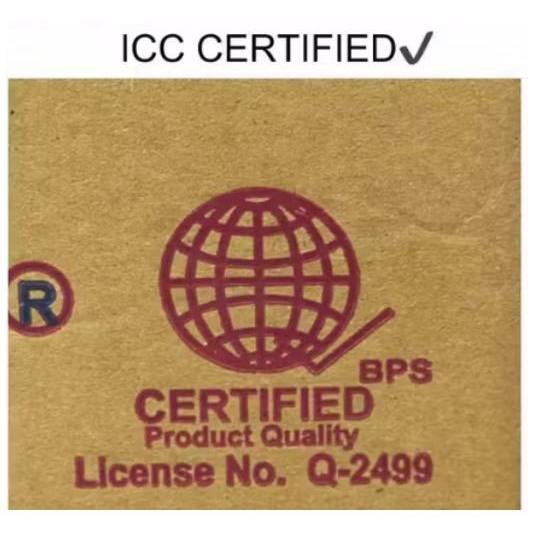 ICC CERTIFIED✓
R
BPS
CERTIFIED
Product Quality
License No. Q-2499